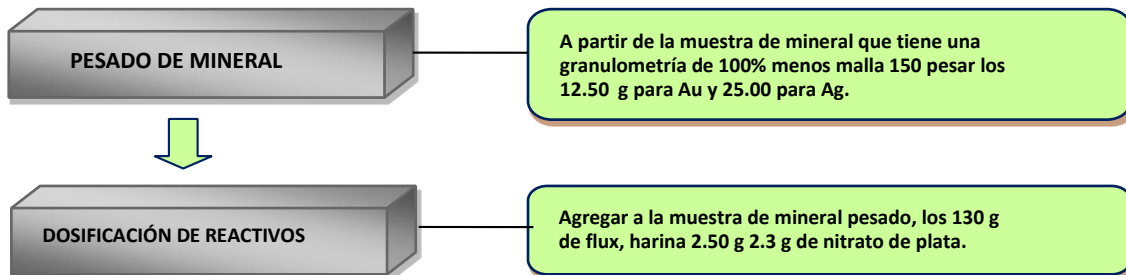 PESADO DE MINERAL
A partir de la muestra de mineral que tiene una
granulometría de 100% menos malla 150 pesar los
12.50 g para Au y 25.00 para Ag.
DOSIFICACIÓN DE REACTIVOS
Agregar a la muestra de mineral pesado, los 130 g
de flux, harina 2.50 g 2.3 g de nitrato de plata.